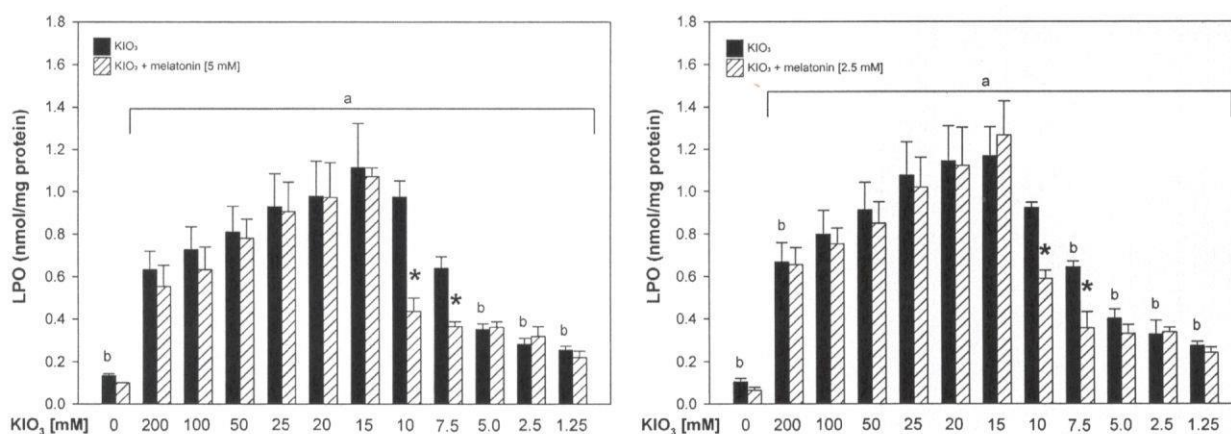 1.8
KIO₃
KIO₃ + melatonin [5 mM]
1.6
a
1.4
1.2
1.0
0.8
*
0.6
*
b
0.4
b
b
b
0.2
0.0
LPO (nmol/mg protein)
KIO₃ [mM] 0 200 100 50 25 20 15 10 7.5 5.0 2.5 1.25
1.8
KIO₃
KIO₃ + melatonin [2.5 mM]
1.6
a
1.4
1.2
1.0
b
0.8
*
b
0.6
*
b
b
0.4
b
b
0.2
0.0
LPO (nmol/mg protein)
KIO₃ [mM] 0 200 100 50 25 20 15 10 7.5 5.0 2.5 1.25